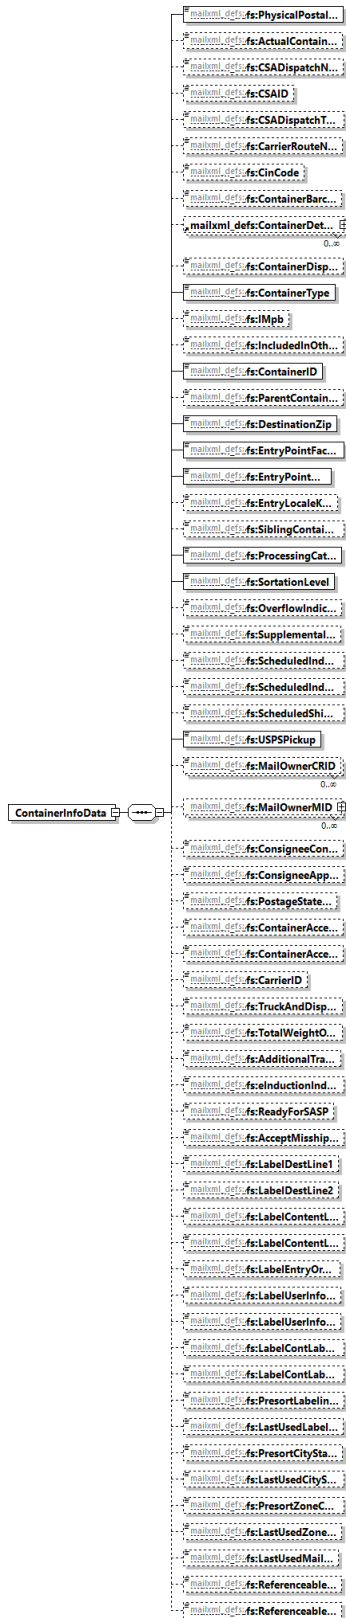 mailxml_defs:fs:PhysicalPostal...
mailxml_defs:fs:ActualContain...
mailxml_defs:fs:CSADispatchN...
mailxml_defs:fs:CSAID
mailxml_defs:fs:CSADispatchT...
mailxml_defs:fs:CarrierRouteN...
mailxml_defs:fs:CinCode
mailxml_defs:fs:ContainerBarc...
mailxml_defs:fs:ContainerDet...
0..∞
mailxml_defs:fs:ContainerDisp...
mailxml_defs:fs:ContainerType
mailxml_defs:fs:IMpb
mailxml_defs:fs:IncludedInOth...
mailxml_defs:fs:ContainerID
mailxml_defs:fs:ParentContain...
mailxml_defs:fs:DestinationZip
mailxml_defs:fs:EntryPointFac...
mailxml_defs:fs:EntryPoint...
mailxml_defs:fs:EntryLocaleK...
mailxml_defs:fs:SiblingContai...
mailxml_defs:fs:ProcessingCat...
mailxml_defs:fs:SortationLevel
mailxml_defs:fs:OverflowIndic...
mailxml_defs:fs:Supplemental...
mailxml_defs:fs:ScheduledInd...
mailxml_defs:fs:ScheduledInd...
mailxml_defs:fs:ScheduledShi...
mailxml_defs:fs:USPSPickup
mailxml_defs:fs:MailOwnerCRID
0..∞
ContainerInfoData
mailxml_defs:fs:MailOwnerMID
0..∞
mailxml_defs:fs:ConsigneeCon...
mailxml_defs:fs:ConsigneeApp...
mailxml_defs:fs:PostageState...
mailxml_defs:fs:ContainerAcce...
mailxml_defs:fs:ContainerAcce...
mailxml_defs:fs:CarrierID
mailxml_defs:fs:TruckAndDisp...
mailxml_defs:fs:TotalWeightO...
mailxml_defs:fs:AdditionalTra...
mailxml_defs:fs:eInductionInd...
mailxml_defs:fs:ReadyForSASP
mailxml_defs:fs:AcceptMisship...
mailxml_defs:fs:LabelDestLine1
mailxml_defs:fs:LabelDestLine2
mailxml_defs:fs:LabelContentL...
mailxml_defs:fs:LabelContentL...
mailxml_defs:fs:LabelEntryOr...
mailxml_defs:fs:LabelUserInfo...
mailxml_defs:fs:LabelUserInfo...
mailxml_defs:fs:LabelContLab...
mailxml_defs:fs:LabelContLab...
mailxml_defs:fs:PresortLabelin...
mailxml_defs:fs:LastUsedLabel...
mailxml_defs:fs:PresortCitySta...
mailxml_defs:fs:LastUsedCityS...
mailxml_defs:fs:PresortZoneC...
mailxml_defs:fs:LastUsedZone...
mailxml_defs:fs:LastUsedMail...
mailxml_defs:fs:Referenceable...
mailxml_defs:fs:Referenceable...